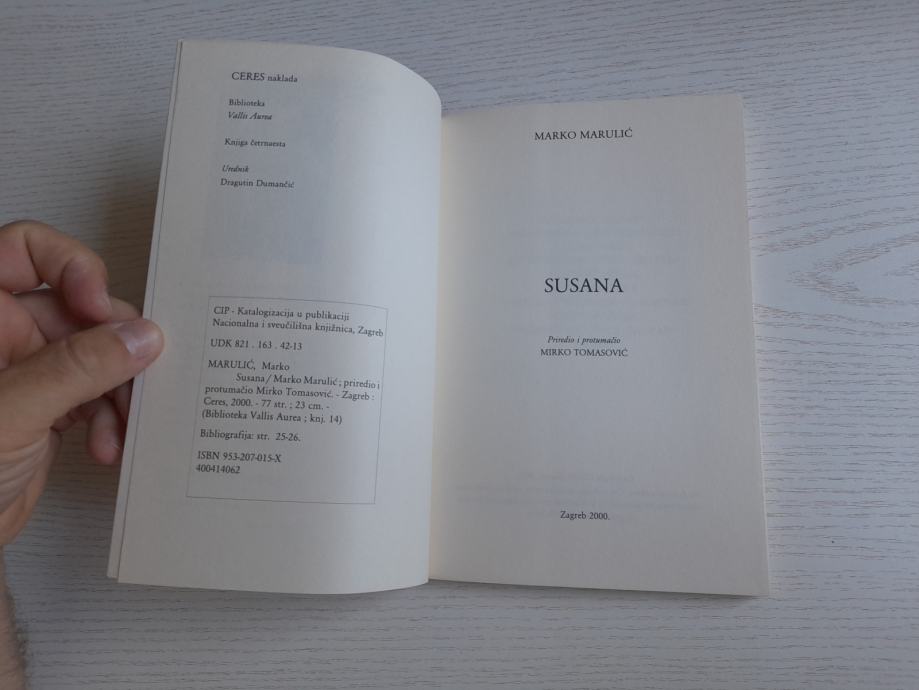 CERES naklada
Biblioteka
Vallis Aurea
Knjiga četrnaesta
Urednik
Dragutin Dumančić
CIP - Katalogizacija u publikaciji
Nacionalna i sveučilišna knjižnica, Zagreb
UDK 821 . 163 . 42-13
MARULIĆ, Marko
Susana / Marko Marulić ; priredio i
protumačio Mirko Tomasović. - Zagreb :
Ceres, 2000. - 77 str. ; 23 cm. -
(Biblioteka Vallis Aurea ; knj. 14)
Bibliografija: str. 25-26.
ISBN 953-207-015-X
400414062
MARKO MARULIĆ
SUSANA
Priredio i protumačio
MIRKO TOMASOVIĆ
Zagreb 2000.